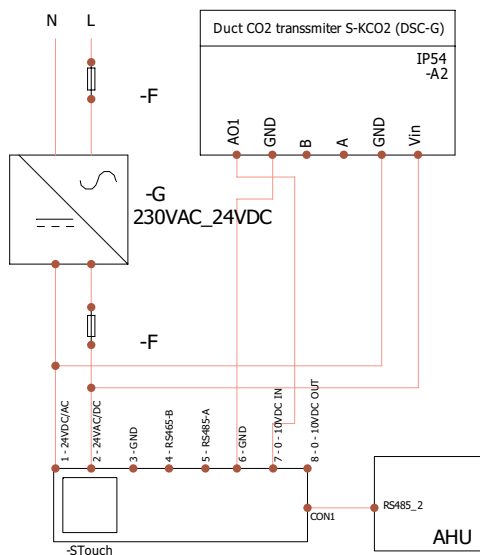 N L
Duct CO2 transsmiter S-KCO2 (DSC-G)
IP54
-A2
-F
AO1
GND
B
A
GND
Vin
-G
230VAC_24VDC
-F
1 - 24VDC/AC
2 - 24VAC/DC
3 - GND
4 - RS465-B
5 - RS485-A
6 - GND
7 - 0 - 10VDC IN
8 - 0 - 10VDC OUT
RS485_2
CON1
AHU
-STouch